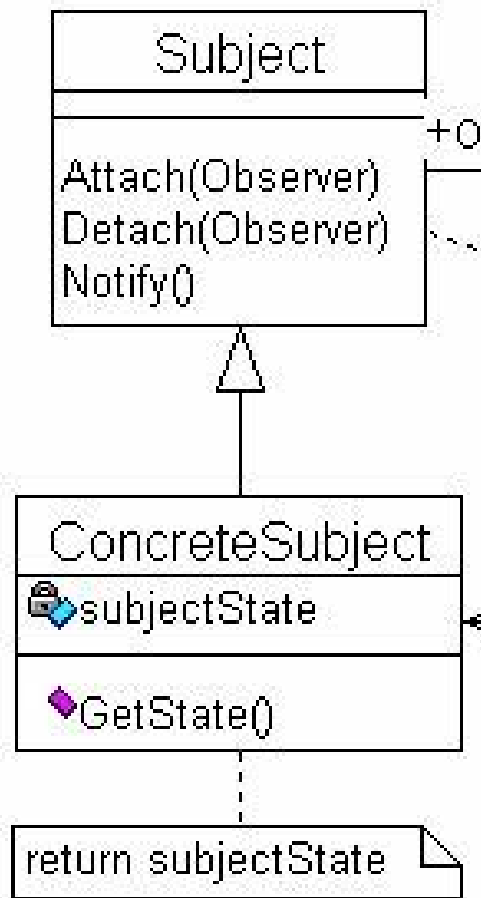 Subject
+o
Attach(Observer)
Detach(Observer)
Notify()
ConcreteSubject
subjectState
GetState()
return subjectState